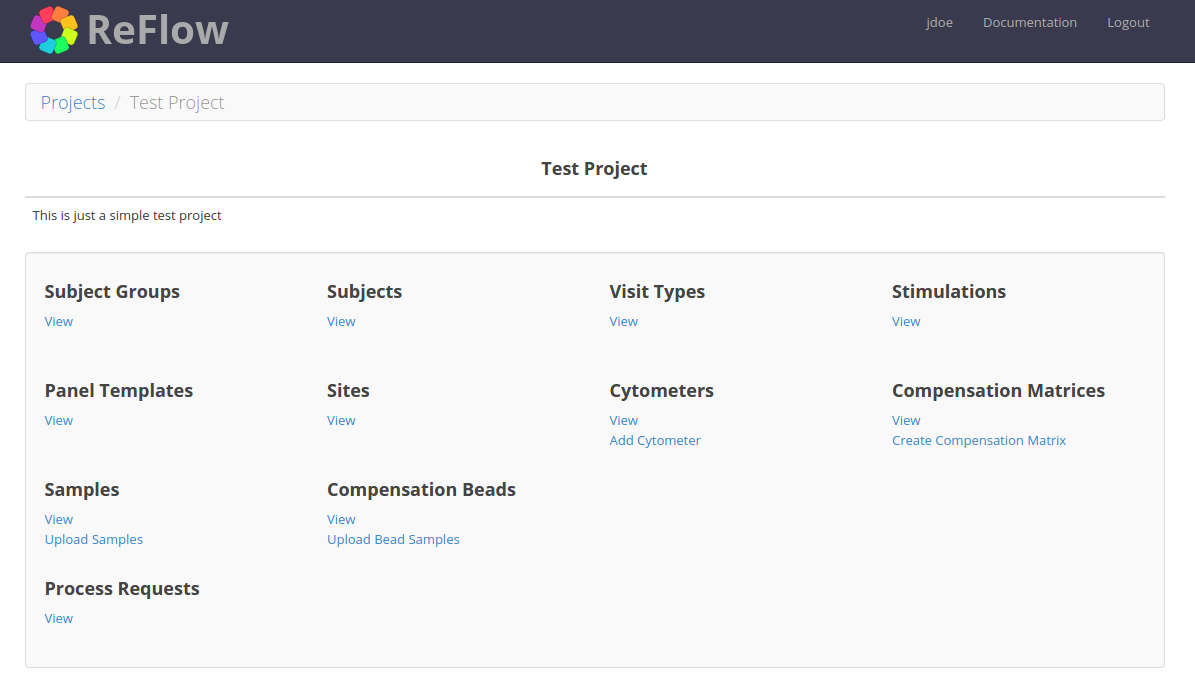 ReFlow
jdoe Documentation Logout
Projects / Test Project
Test Project
This is just a simple test project
Subject Groups
View
Subjects
View
Visit Types
View
Stimulations
View
Panel Templates
View
Sites
View
Cytometers
View
Add Cytometer
Compensation Matrices
View
Create Compensation Matrix
Samples
View
Upload Samples
Compensation Beads
View
Upload Bead Samples
Process Requests
View